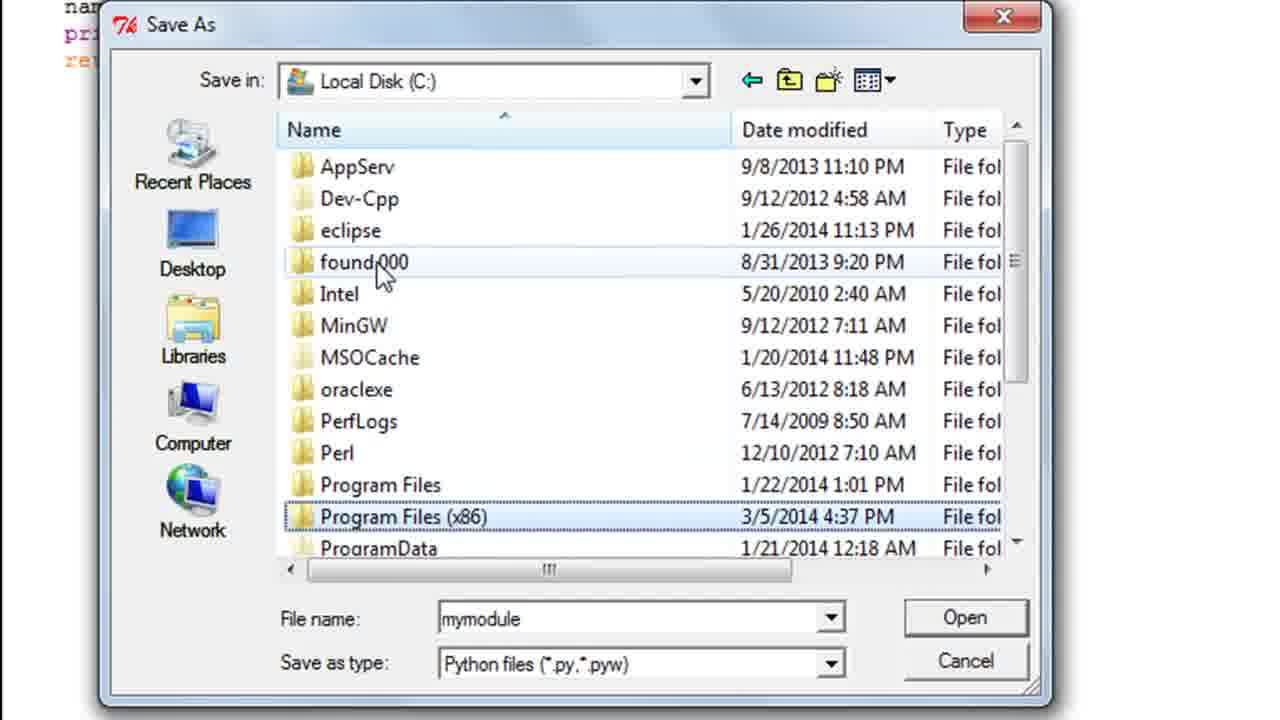 nam
Save As
pri
re
Save in:
Local Disk (C:)
Name
Date modified
Type
AppServ
9/8/2013 11:10 PM
File fol
Dev-Cpp
9/12/2012 4:58 AM
File fol
eclipse
1/26/2014 11:13 PM
File fol
found.000
8/31/2013 9:20 PM
File fol
Intel
5/20/2010 2:40 AM
File fol
MinGW
9/12/2012 7:11 AM
File fol
MSOCache
1/20/2014 11:48 PM
File fol
oraclexe
6/13/2012 8:18 AM
File fol
PerfLogs
7/14/2009 8:50 AM
File fol
Perl
12/10/2012 7:10 AM
File fol
Program Files
1/22/2014 1:01 PM
File fol
Program Files (x86)
3/5/2014 4:37 PM
File fol
ProgramData
1/21/2014 12:18 AM
File fol
Recent Places
Desktop
Libraries
Computer
Network
File name:
mymodule
Open
Save as type:
Python files (*.py,*.pyw)
Cancel